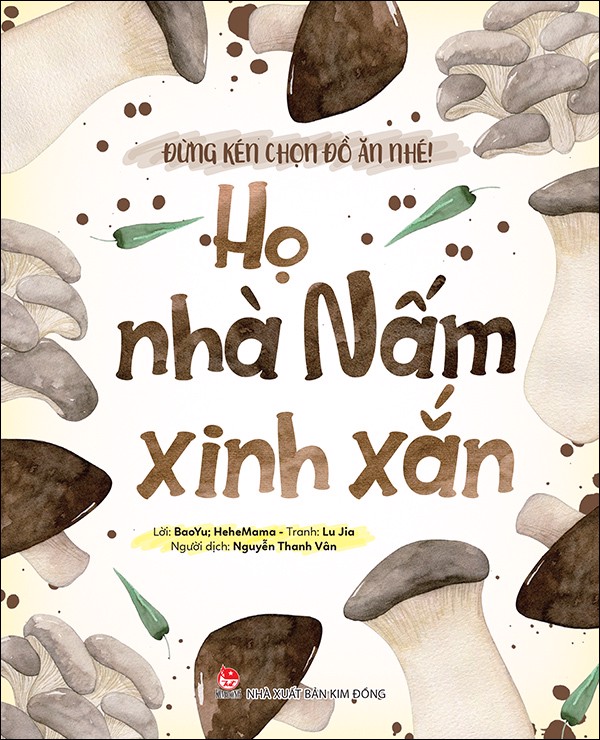 ĐỪNG KÉN CHỌN ĐỒ ĂN NHÉ!
Họ
nhà Nấm
xinh xắn
Lời: BaoYu; HeheMama - Tranh: Lu Jia
Người dịch: Nguyễn Thanh Vân
NHÀ XUẤT BẢN KIM ĐỒNG